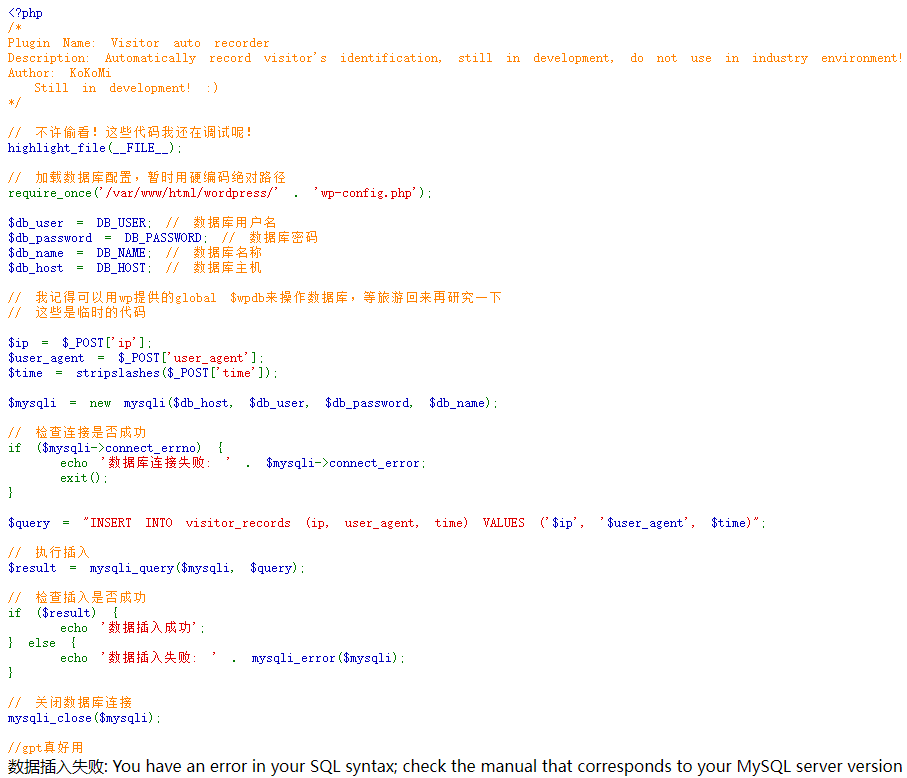 <?php
/*
Plugin Name: Visitor auto recorder
Description: Automatically record visitor's identification, still in development, do not use in industry environment!
Author: KoKoMi
Still in development! :)
*/
// 不许偷看！这些代码我还在调试呢！
highlight_file(__FILE__);
// 加载数据库配置，暂时用硬编码绝对路径
require_once('/var/www/html/wordpress/' . 'wp-config.php');
$db_user = DB_USER; // 数据库用户名
$db_password = DB_PASSWORD; // 数据库密码
$db_name = DB_NAME; // 数据库名称
$db_host = DB_HOST; // 数据库主机
// 我记得可以用wp提供的global $wpdb来操作数据库，等旅游回来再研究一下
// 这些是临时的代码
$ip = $_POST['ip'];
$user_agent = $_POST['user_agent'];
$time = stripslashes($_POST['time']);
$mysqli = new mysqli($db_host, $db_user, $db_password, $db_name);
// 检查连接是否成功
if ($mysqli->connect_errno) {
echo '数据库连接失败: ' . $mysqli->connect_error;
exit();
}
$query = "INSERT INTO visitor_records (ip, user_agent, time) VALUES ('$ip', '$user_agent', $time)";
// 执行插入
$result = mysqli_query($mysqli, $query);
// 检查插入是否成功
if ($result) {
echo '数据插入成功';
} else {
echo '数据插入失败: ' . mysqli_error($mysqli);
}
// 关闭数据库连接
mysqli_close($mysqli);
//gpt真好用
数据插入失败: You have an error in your SQL syntax; check the manual that corresponds to your MySQL server version